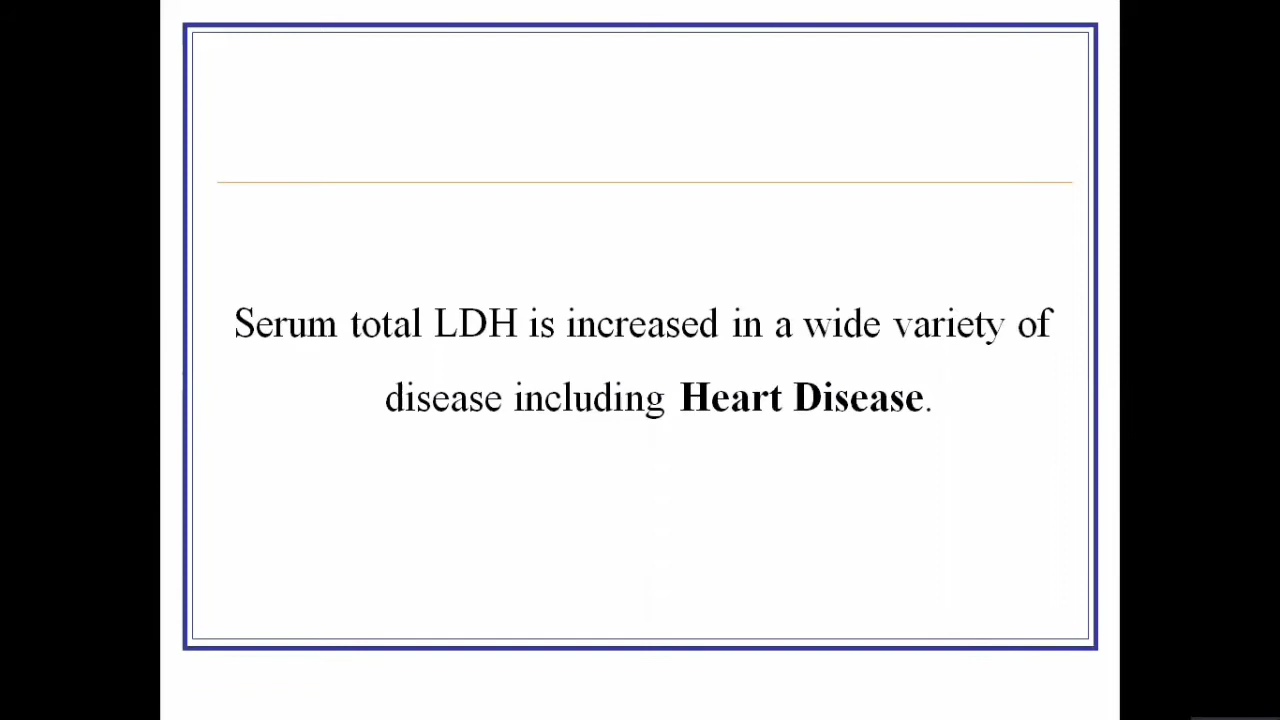 Serum total LDH is increased in a wide variety of
disease including Heart Disease.